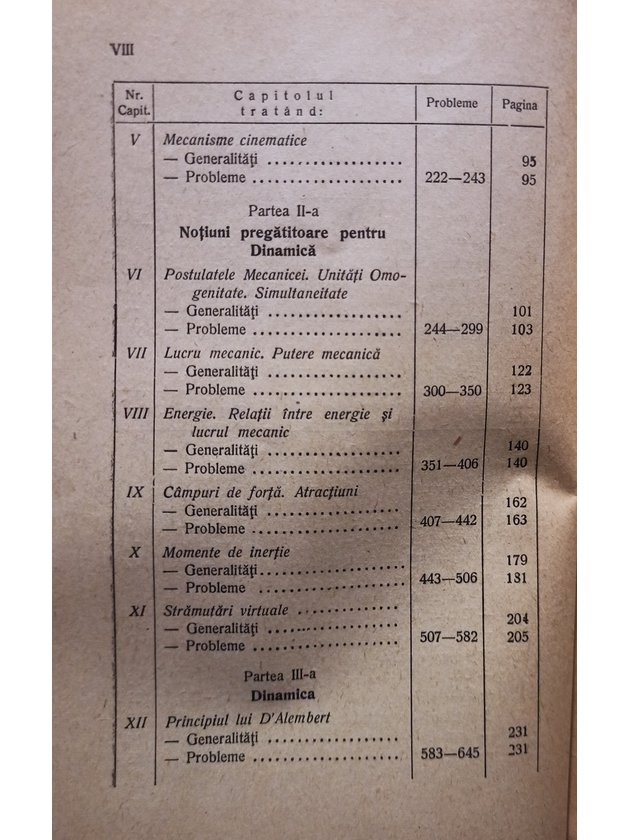 VIII
Nr. Capit. Capitolul tratând: Probleme Pagina
V Mecanisme cinematice
— Generalități .................. 95
— Probleme .................. 222—243 95
Partea II-a
Noțiuni pregătitoare pentru
Dinamică
VI Postulatele Mecanicei. Unități Omo-
genitate. Simultaneitate
— Generalități .................. 101
— Probleme .................. 244—299 103
VII Lucru mecanic. Putere mecanică
— Generalități .................. 122
— Probleme .................. 300—350 123
VIII Energie. Relații între energie și
lucrul mecanic
— Generalități .................. 140
— Probleme .................. 351—406 140
IX Câmpuri de forță. Atracțiuni
— Generalități .................. 162
— Probleme .................. 407—442 163
X Momente de inerție
— Generalități .................. 179
— Probleme .................. 443—506 181
XI Strămutări virtuale .............
— Generalități .................. 204
— Probleme .................. 507—582 205
Partea III-a
Dinamica
XII Principiul lui D'Alembert
— Generalități .................. 231
— Probleme .................. 583—645 231